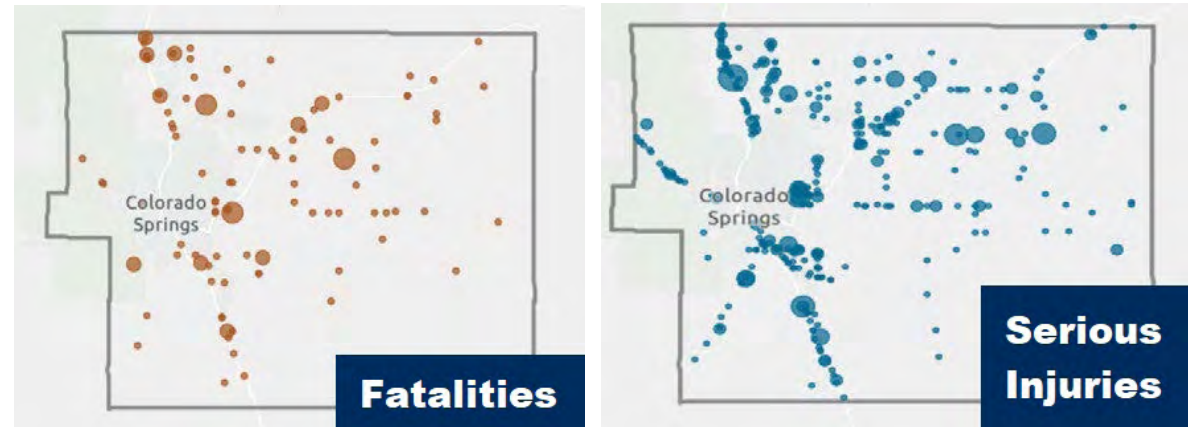 Colorado
Springs
Fatalities
Colorado
Springs
Serious
Injuries